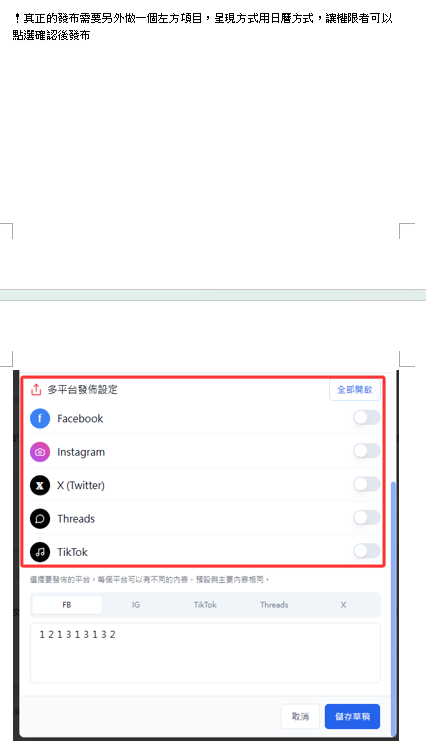 ！真正的發布需要另外做一個左方項目，呈現方式用日曆方式，讓權限者可以
點選確認後發布
多平台發佈設定
全部開啟
Facebook
Instagram
X (Twitter)
Threads
TikTok
選擇要發佈的平台，每個平台可以有不同的內容，預設與主要內容相同。
FB IG TikTok Threads X
1 2 1 3 1 3 1 3 2
取消 儲存草稿